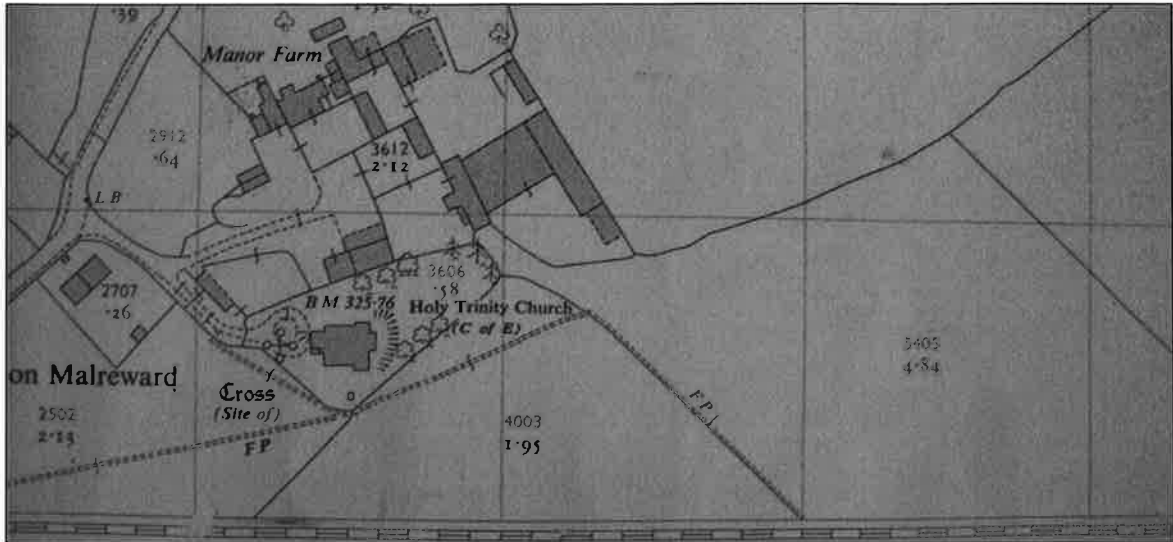 ·39
Manor Farm
2912
·64
3612
2·12
L B
2707
·26
B M 325·76
3606
·58
Holy Trinity Church
(C of E)
on Malreward
Cross
(Site of)
2502
2·13
F P
4003
1·95
F P
5405
4·84